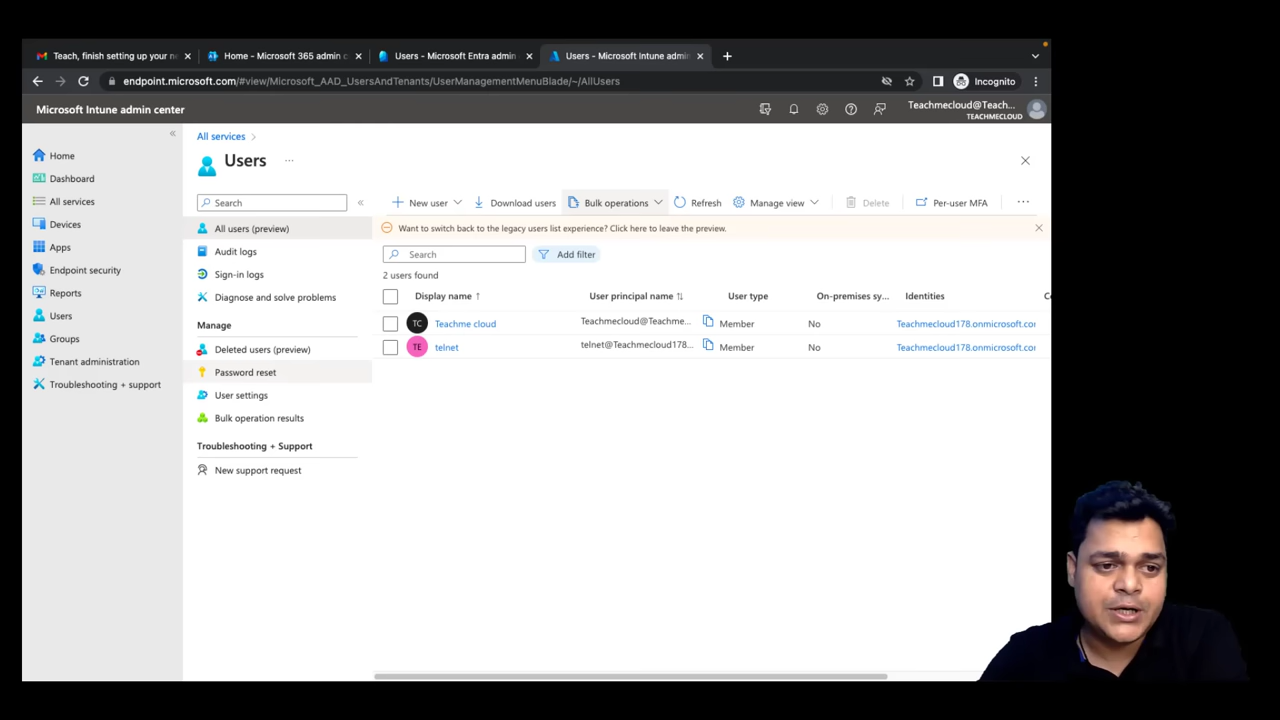 Teach, finish setting up your ne
Home - Microsoft 365 admin c
Users - Microsoft Entra admin
Users - Microsoft Intune admin
endpoint.microsoft.com/#view/Microsoft_AAD_UsersAndTenants/UserManagementMenuBlade/~/AllUsers
Incognito
Microsoft Intune admin center
Teachmecloud@Teach...
TEACHMECLOUD
Home
Dashboard
All services
Devices
Apps
Endpoint security
Reports
Users
Groups
Tenant administration
Troubleshooting + support
All services
Users
Search
All users (preview)
Audit logs
Sign-in logs
Diagnose and solve problems
Manage
Deleted users (preview)
Password reset
User settings
Bulk operation results
Troubleshooting + Support
New support request
New user Download users Bulk operations Refresh Manage view Delete Per-user MFA
Want to switch back to the legacy users list experience? Click here to leave the preview.
Search Add filter
2 users found
Display name ↑ User principal name ↑↓ User type On-premises sy... Identities
TC Teachme cloud Teachmecloud@Teachme... Member No Teachmecloud178.onmicrosoft.co
TE telnet telnet@Teachmecloud178... Member No Teachmecloud178.onmicrosoft.co